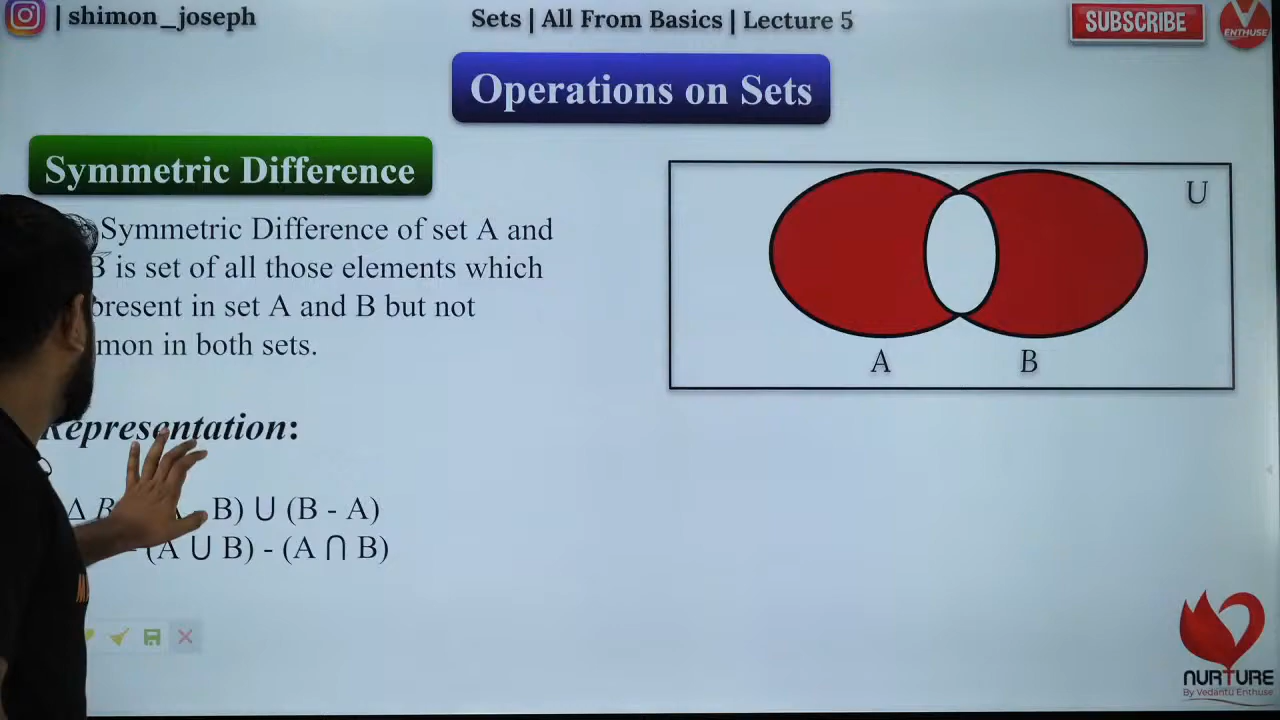 | shimon_joseph
Sets | All From Basics | Lecture 5
SUBSCRIBE
ENTHUSE
Operations on Sets
Symmetric Difference
U
Symmetric Difference of set A and
B is set of all those elements which
present in set A and B but not
mon in both sets.
A
B
Representation:
Δ B B) ∪ (B - A)
(A ∪ B) - (A ∩ B)
NURTURE
By Vedantu Enthuse